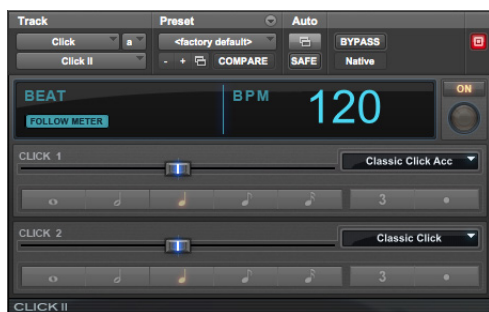 Track Preset Auto
Click a <factory default> BYPASS
Click II - + COMPARE SAFE Native
BEAT BPM 120 ON
FOLLOW METER
CLICK 1 Classic Click Acc
3
CLICK 2 Classic Click
3
CLICK II